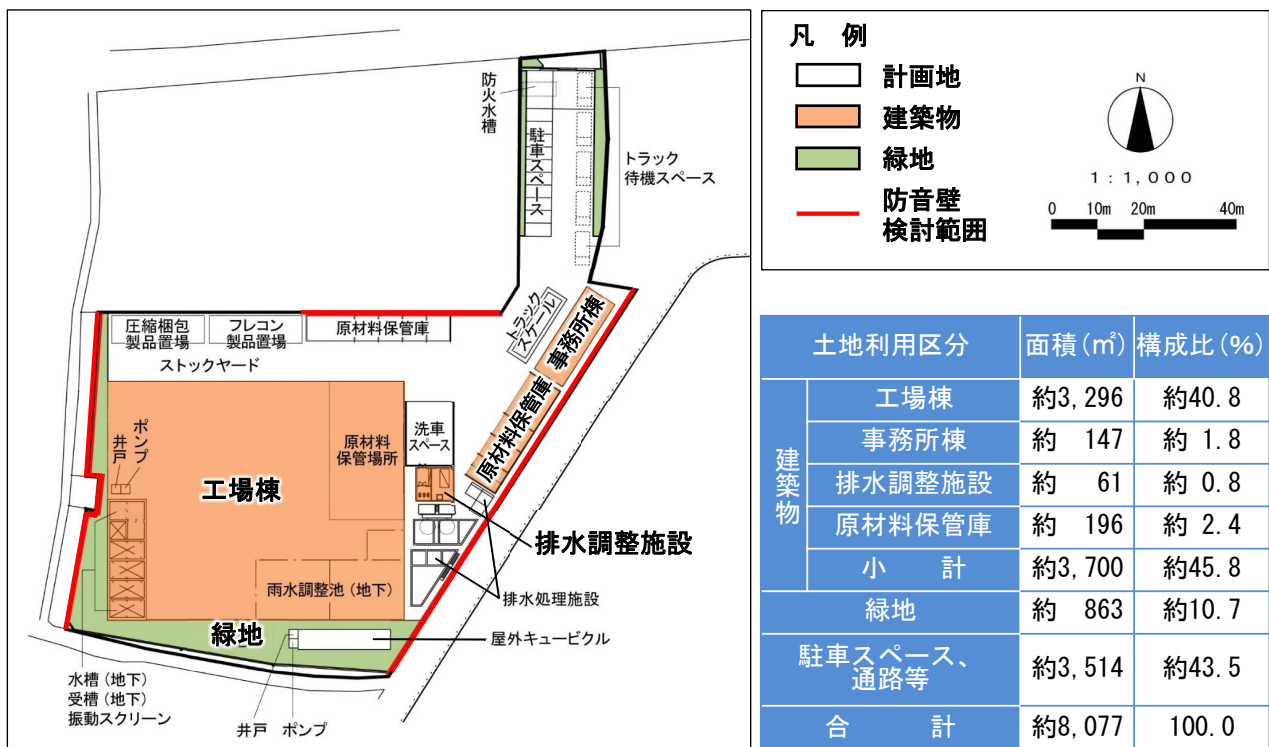 防火水槽
駐車スペース
トラック
待機スペース
トラック
スケール
事務所棟
圧縮梱包
製品置場
フレコン
製品置場
原材料保管庫
ストックヤード
原材料保管庫
洗車
スペース
原材料
保管場所
ポンプ
井戸
工場棟
排水調整施設
雨水調整池(地下)
排水処理施設
緑地
屋外キュービクル
水槽(地下)
受槽(地下)
振動スクリーン
井戸 ポンプ
凡 例
計画地
建築物
緑地
防音壁
検討範囲
N
1:1,000
0 10m 20m 40m
土地利用区分 面積(㎡) 構成比(%)
建築物
工場棟 約3,296 約40.8
事務所棟 約 147 約 1.8
排水調整施設 約 61 約 0.8
原材料保管庫 約 196 約 2.4
小 計 約3,700 約45.8
緑地 約 863 約10.7
駐車スペース、
通路等 約3,514 約43.5
合 計 約8,077 100.0